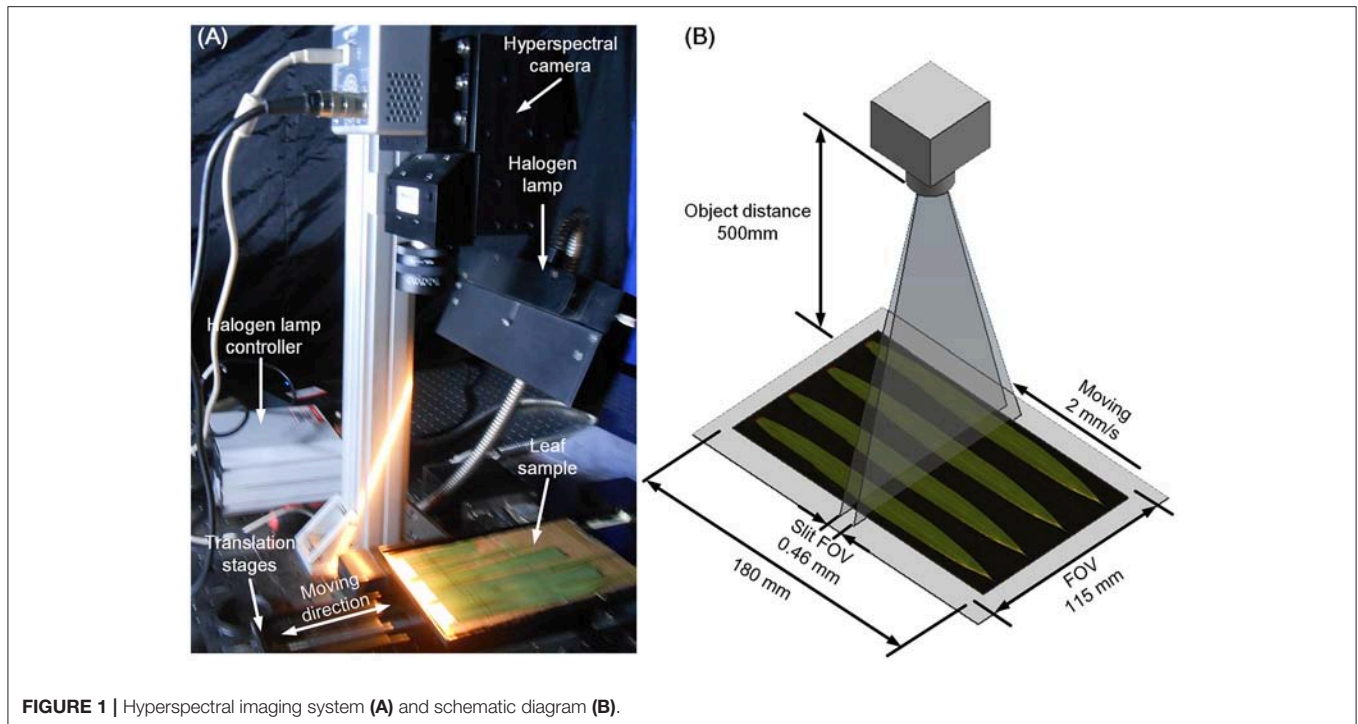 (A)
Hyperspectral
camera
Halogen
lamp
Halogen lamp
controller
Leaf
sample
Translation
stages
Moving
direction
(B)
Object distance
500mm
Moving
2 mm/s
Slit FOV
0.46 mm
180 mm
FOV
115 mm
FIGURE 1 | Hyperspectral imaging system (A) and schematic diagram (B).